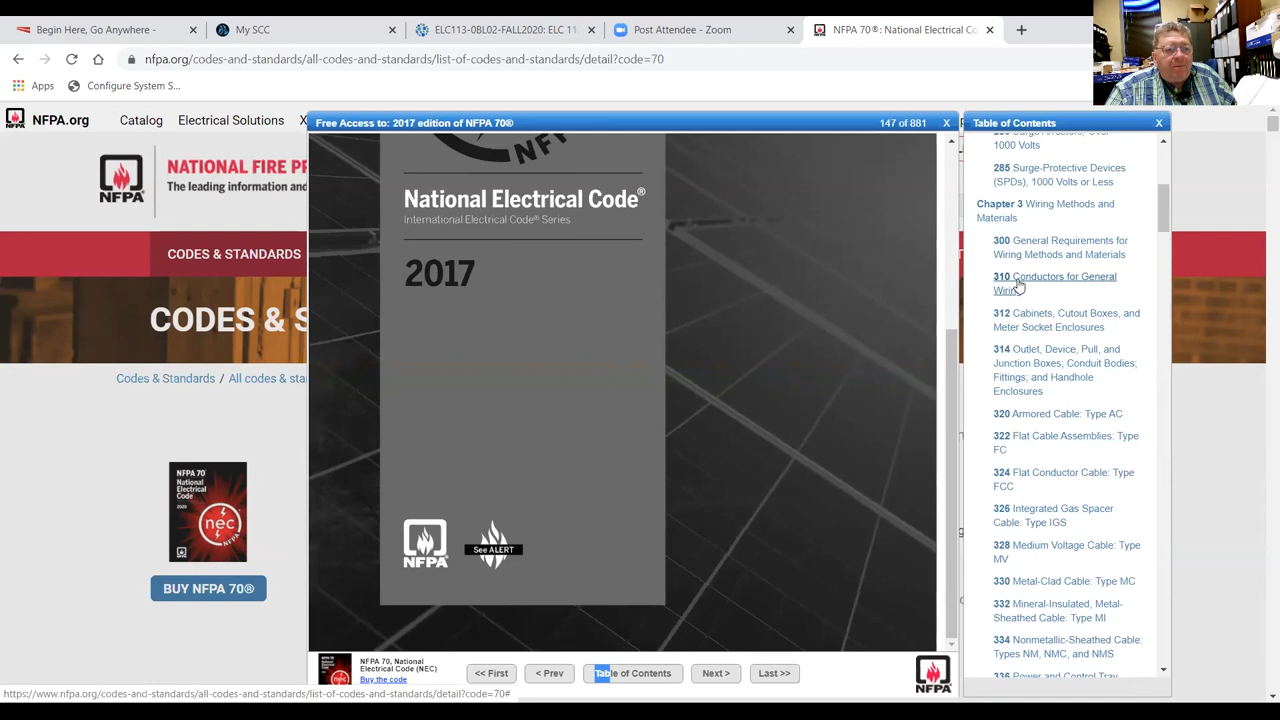 Begin Here, Go Anywhere -
My SCC
ELC113-0BL02-FALL2020: ELC 11
Post Attendee - Zoom
NFPA 70®: National Electrical Co
nfpa.org/codes-and-standards/all-codes-and-standards/list-of-codes-and-standards/detail?code=70
Apps
Configure System S...
NFPA.org
Catalog
Electrical Solutions
X
NFPA
NATIONAL FIRE PR
The leading information and
CODES & STANDARDS
CODES & S
Codes & Standards / All codes & sta
NFPA 70
National
Electrical
Code
2020
nec
BUY NFPA 70®
Free Access to: 2017 edition of NFPA 70®
147 of 881
X
NFP
National Electrical Code®
International Electrical Code® Series
2017
NFPA
See ALERT
NFPA 70, National
Electrical Code (NEC)
Buy the code
<< First
< Prev
Table of Contents
Next >
Last >>
NFPA
Table of Contents
X
1000 Volts
285 Surge-Protective Devices
(SPDs), 1000 Volts or Less
Chapter 3 Wiring Methods and
Materials
300 General Requirements for
Wiring Methods and Materials
310 Conductors for General
Wiring
312 Cabinets, Cutout Boxes, and
Meter Socket Enclosures
314 Outlet, Device, Pull, and
Junction Boxes; Conduit Bodies;
Fittings; and Handhole
Enclosures
320 Armored Cable: Type AC
322 Flat Cable Assemblies: Type
FC
324 Flat Conductor Cable: Type
FCC
326 Integrated Gas Spacer
Cable: Type IGS
328 Medium Voltage Cable: Type
MV
330 Metal-Clad Cable: Type MC
332 Mineral-Insulated, Metal-
Sheathed Cable: Type MI
334 Nonmetallic-Sheathed Cable:
Types NM, NMC, and NMS
336 Power and Control Tray
https://www.nfpa.org/codes-and-standards/all-codes-and-standards/list-of-codes-and-standards/detail?code=70#